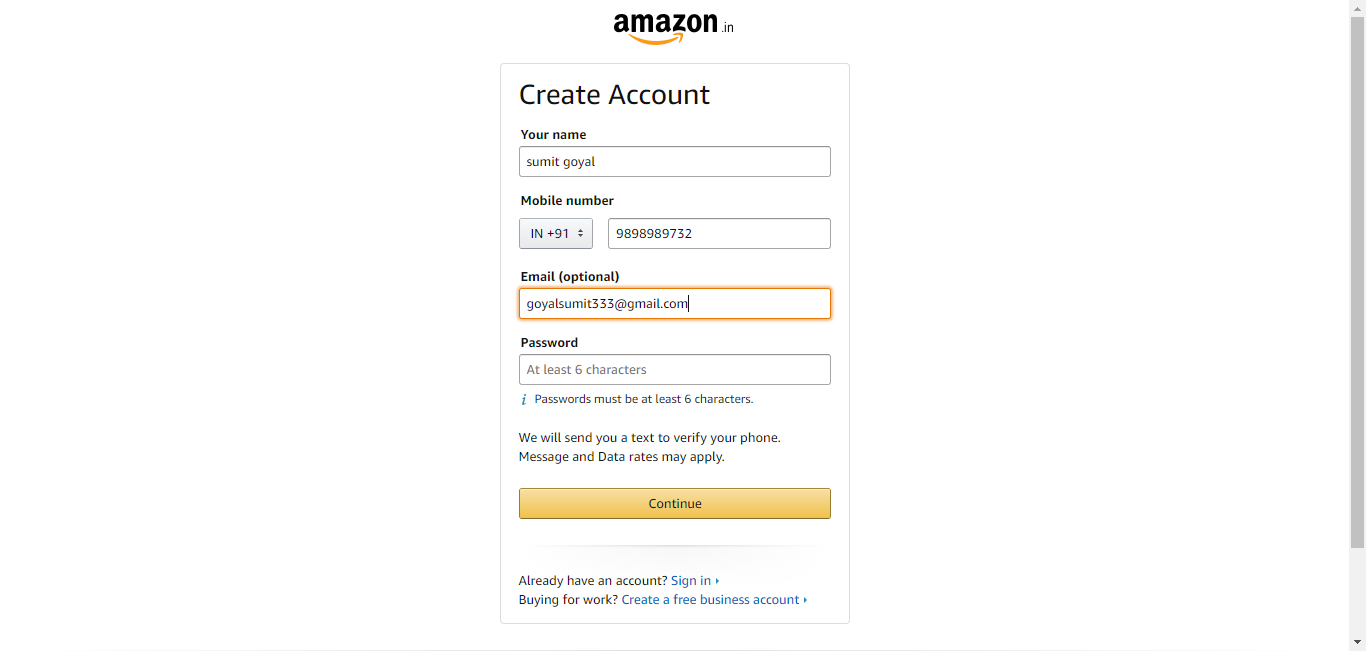 amazon.in
Create Account
Your name
sumit goyal
Mobile number
IN +91 9898989732
Email (optional)
goyalsumit333@gmail.com
Password
At least 6 characters
i Passwords must be at least 6 characters.
We will send you a text to verify your phone.
Message and Data rates may apply.
Continue
Already have an account? Sign in
Buying for work? Create a free business account